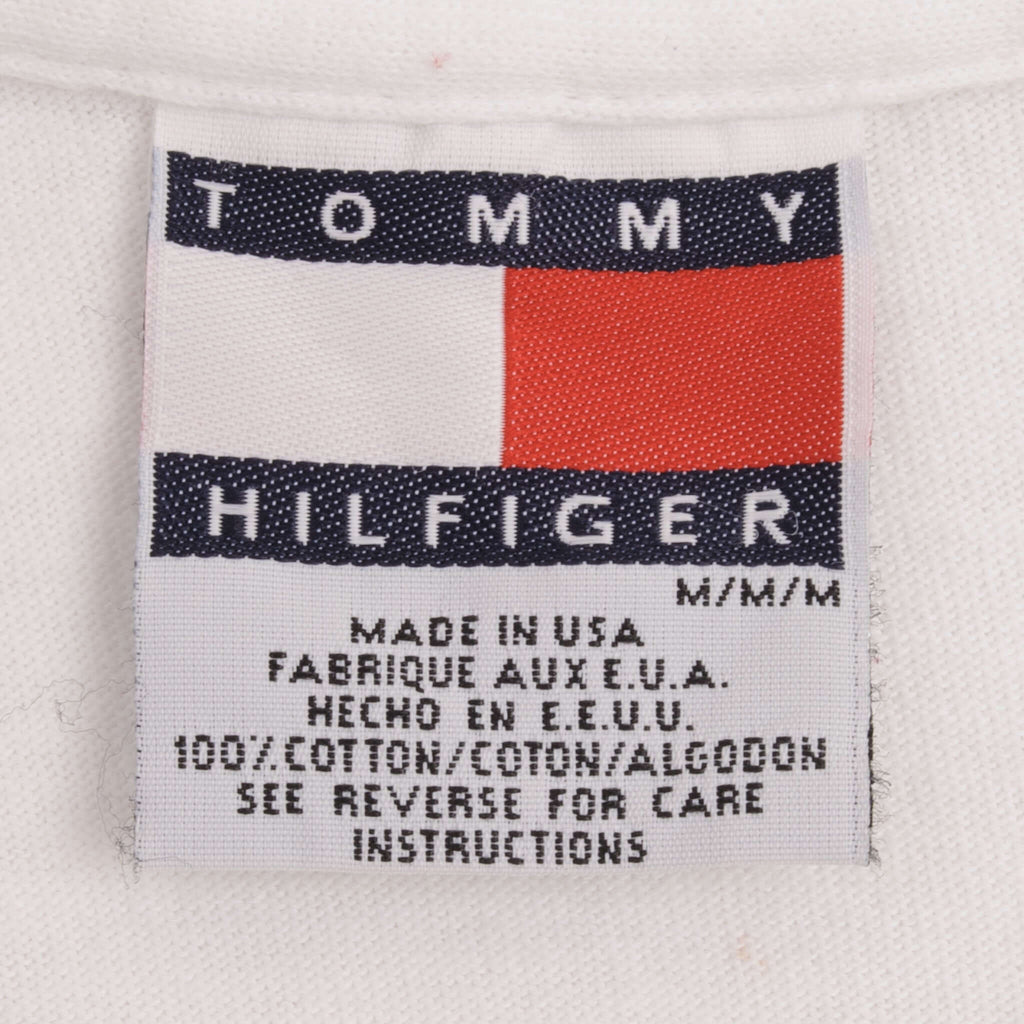 TOMMY
HILFIGER
M/M/M
MADE IN USA
FABRIQUE AUX E.U.A.
HECHO EN E.E.U.U.
100% COTTON/COTON/ALGODON
SEE REVERSE FOR CARE
INSTRUCTIONS